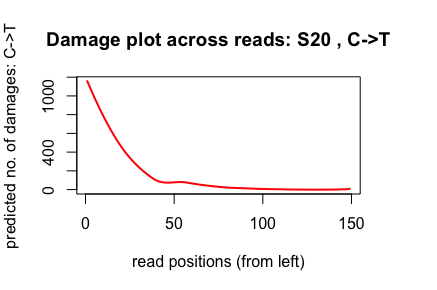 Damage plot across reads: S20 , C->T
predicted no. of damages: C->T
1000
400
0
0
50
100
150
read positions (from left)